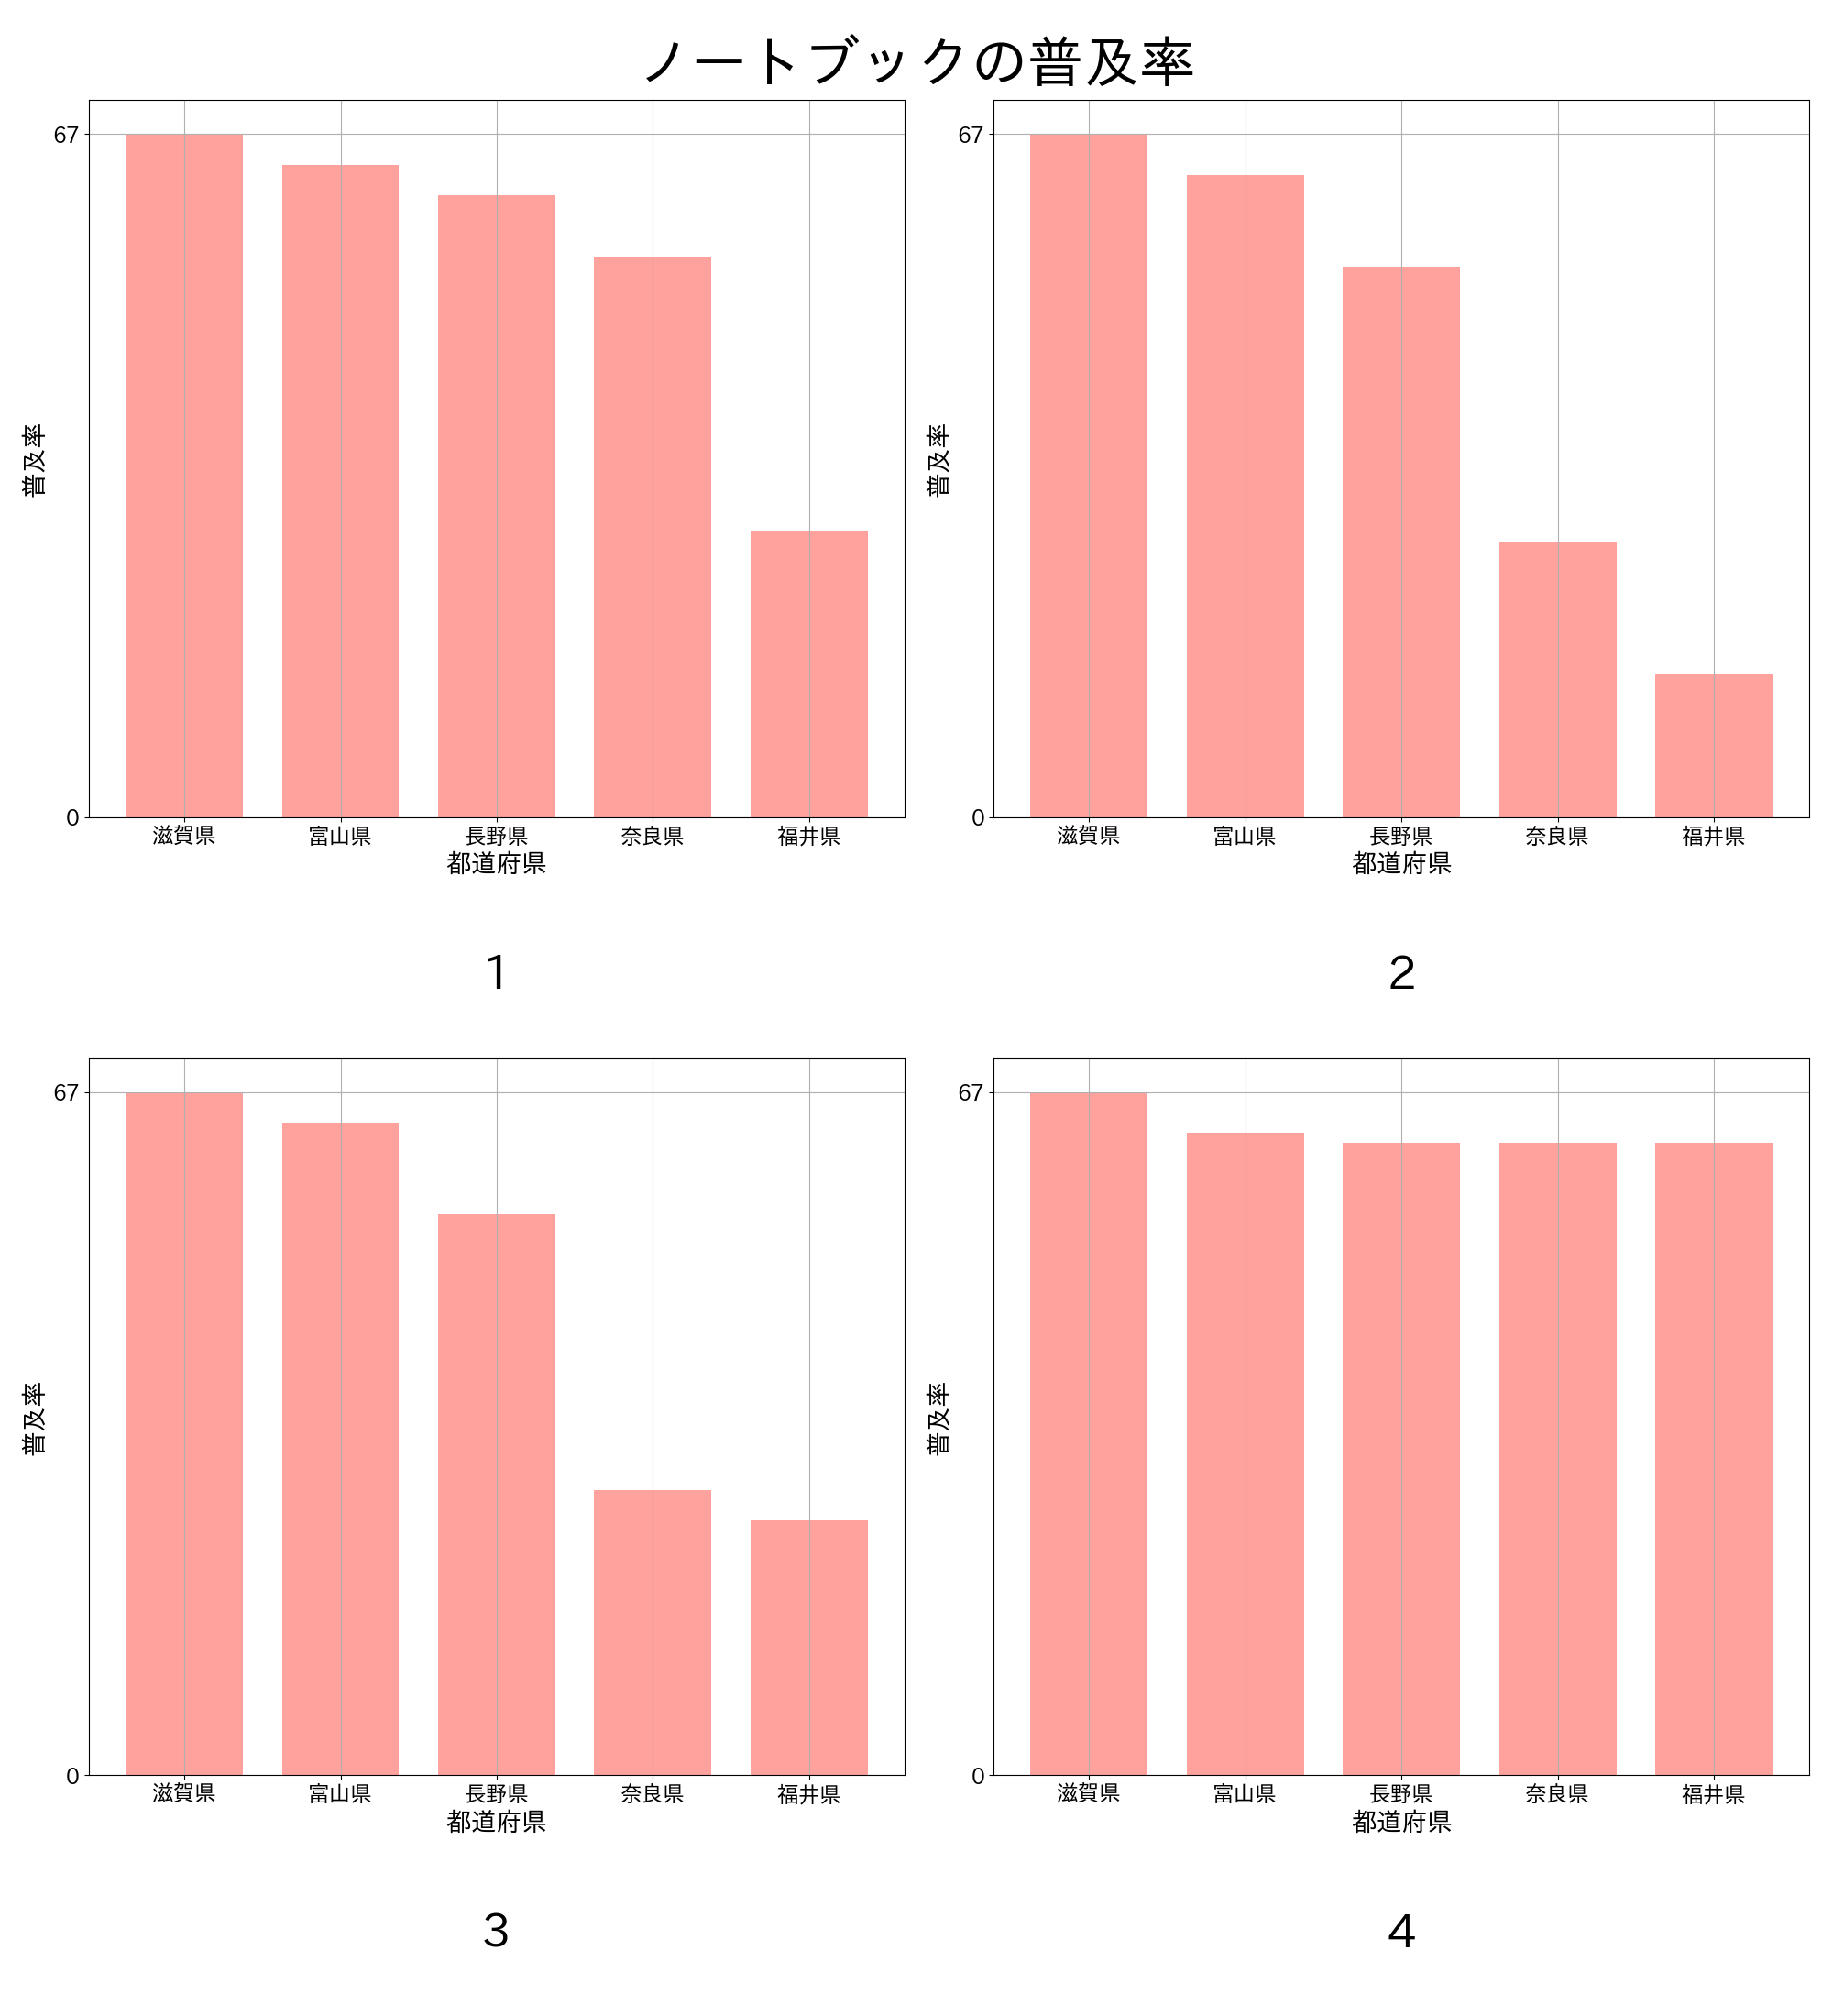 ノートブックの普及率
67
0
普及率
滋賀県 富山県 長野県 奈良県 福井県
都道府県
1
67
0
普及率
滋賀県 富山県 長野県 奈良県 福井県
都道府県
2
67
0
普及率
滋賀県 富山県 長野県 奈良県 福井県
都道府県
3
67
0
普及率
滋賀県 富山県 長野県 奈良県 福井県
都道府県
4